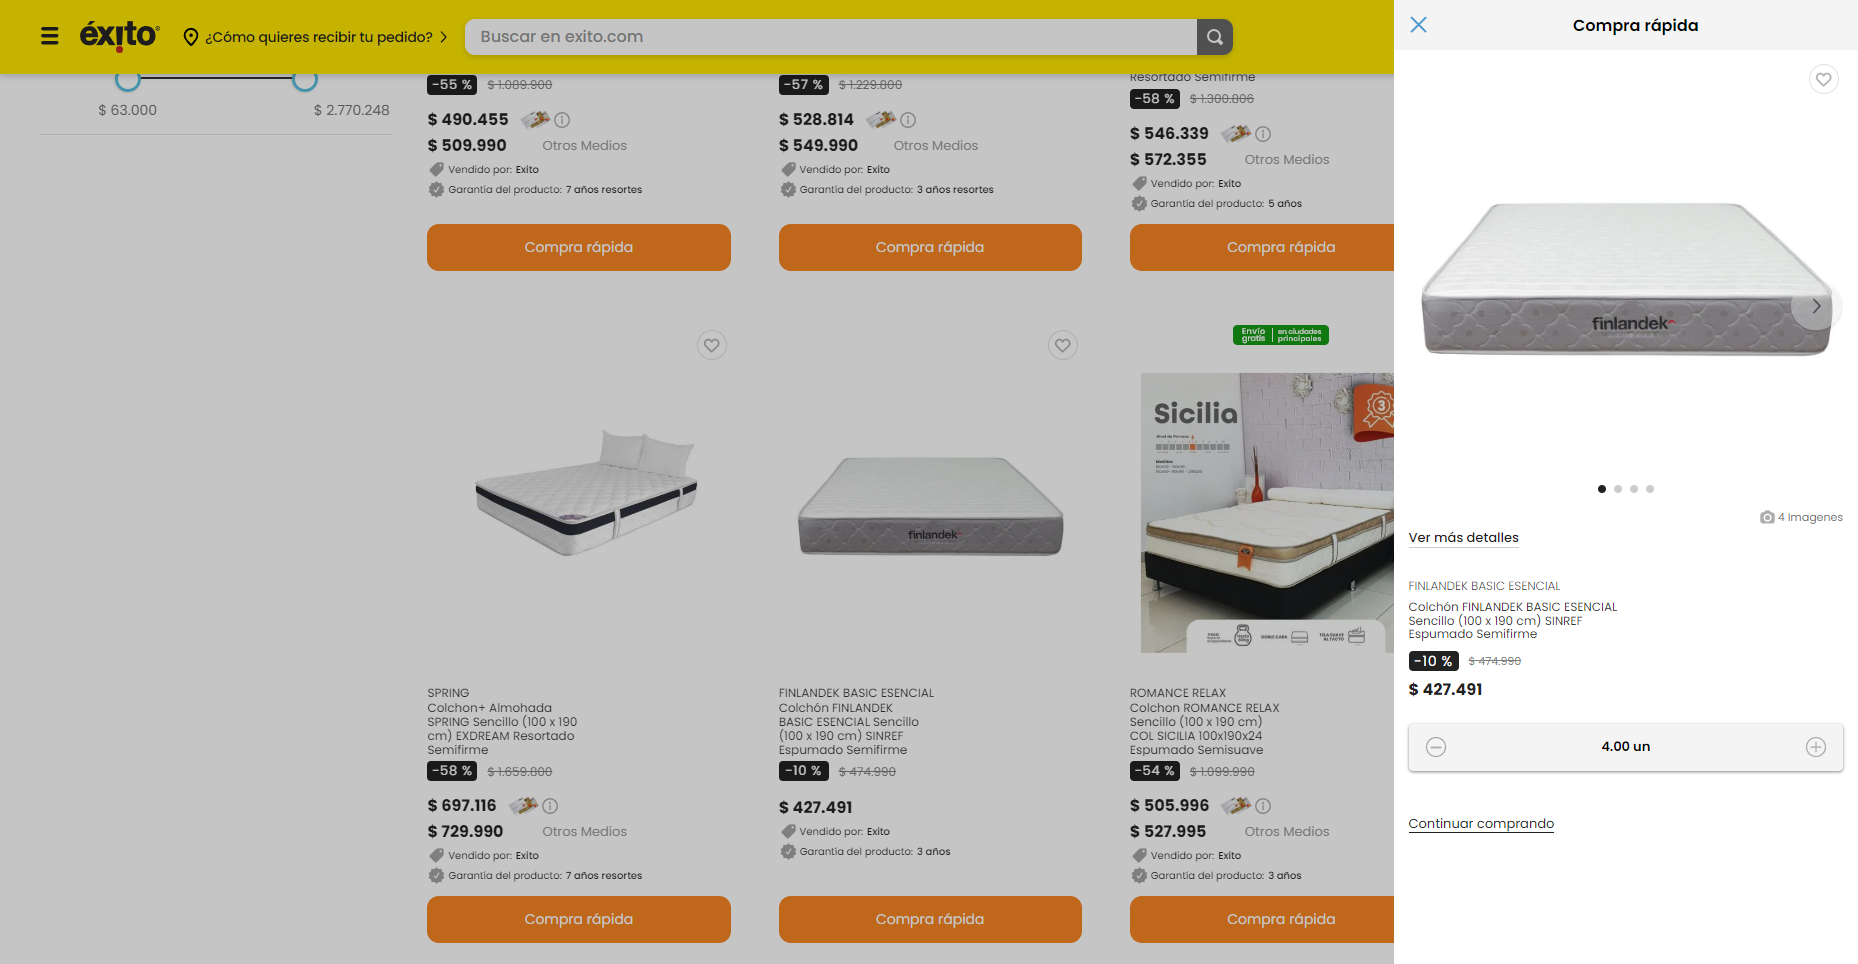 éxito
¿Cómo quieres recibir tu pedido?
Buscar en exito.com
$ 63.000
$ 2.770.248
-55 % $ 1.089.900
$ 490.455
$ 509.990 Otros Medios
Vendido por: Exito
Garantía del producto: 7 años resortes
Compra rápida
-57 % $ 1.229.800
$ 528.814
$ 549.990 Otros Medios
Vendido por: Exito
Garantía del producto: 3 años resortes
Compra rápida
Resortado Semifirme
-58 % $ 1.300.806
$ 546.339
$ 572.355 Otros Medios
Vendido por: Exito
Garantía del producto: 5 años
Compra rápida
SPRING
Colchon+ Almohada
SPRING Sencillo (100 x 190
cm) EXDREAM Resortado
Semifirme
-58 % $ 1.659.800
$ 697.116
$ 729.990 Otros Medios
Vendido por: Exito
Garantía del producto: 7 años resortes
Compra rápida
finlandek
FINLANDEK BASIC ESENCIAL
Colchón FINLANDEK
BASIC ESENCIAL Sencillo
(100 x 190 cm) SINREF
Espumado Semifirme
-10 % $ 474.990
$ 427.491
Vendido por: Exito
Garantía del producto: 3 años
Compra rápida
Envío gratis en ciudades principales
Sicilia
Nivel de Firmeza
Medidas
3
DOBLE CARA
TELA SUAVE
AL TACTO
ROMANCE RELAX
Colchon ROMANCE RELAX
Sencillo (100 x 190 cm)
COL SICILIA 100x190x24
Espumado Semisuave
-54 % $ 1.099.990
$ 505.996
$ 527.995 Otros Medios
Vendido por: Exito
Garantía del producto: 3 años
Compra rápida
Compra rápida
finlandek
4 Imagenes
Ver más detalles
FINLANDEK BASIC ESENCIAL
Colchón FINLANDEK BASIC ESENCIAL
Sencillo (100 x 190 cm) SINREF
Espumado Semifirme
-10 % $ 474.990
$ 427.491
4.00 un
Continuar comprando